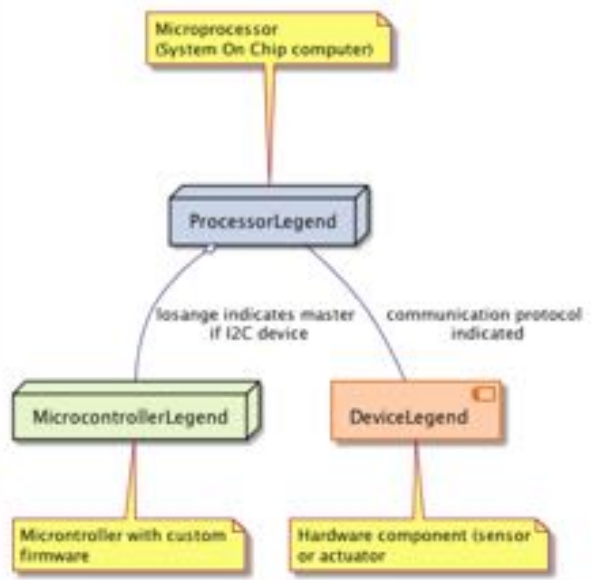 Microprocessor
(System On Chip computer)
ProcessorLegend
losange indicates master
if I2C device
communication protocol
indicated
MicrocontrollerLegend
DeviceLegend
Microntroller with custom
firmware
Hardware component (sensor
or actuator